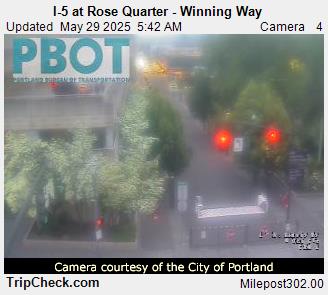 I-5 at Rose Quarter - Winning Way
Updated May 29 2025 5:42 AM Camera 4
PBOT
PORTLAND BUREAU OF TRANSPORTATION
Camera courtesy of the City of Portland
TripCheck.com Milepost302.00